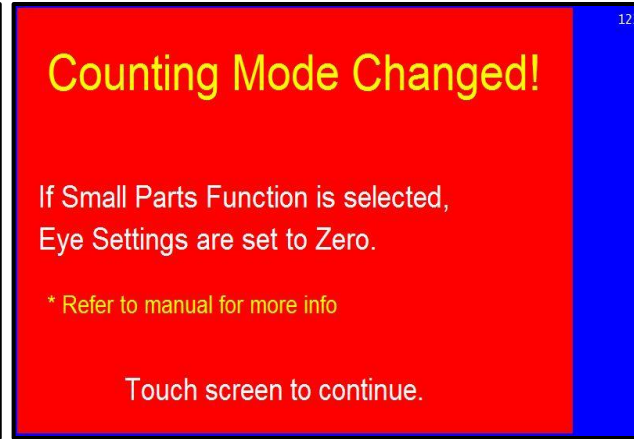 12
Counting Mode Changed!
If Small Parts Function is selected,
Eye Settings are set to Zero.
* Refer to manual for more info
Touch screen to continue.